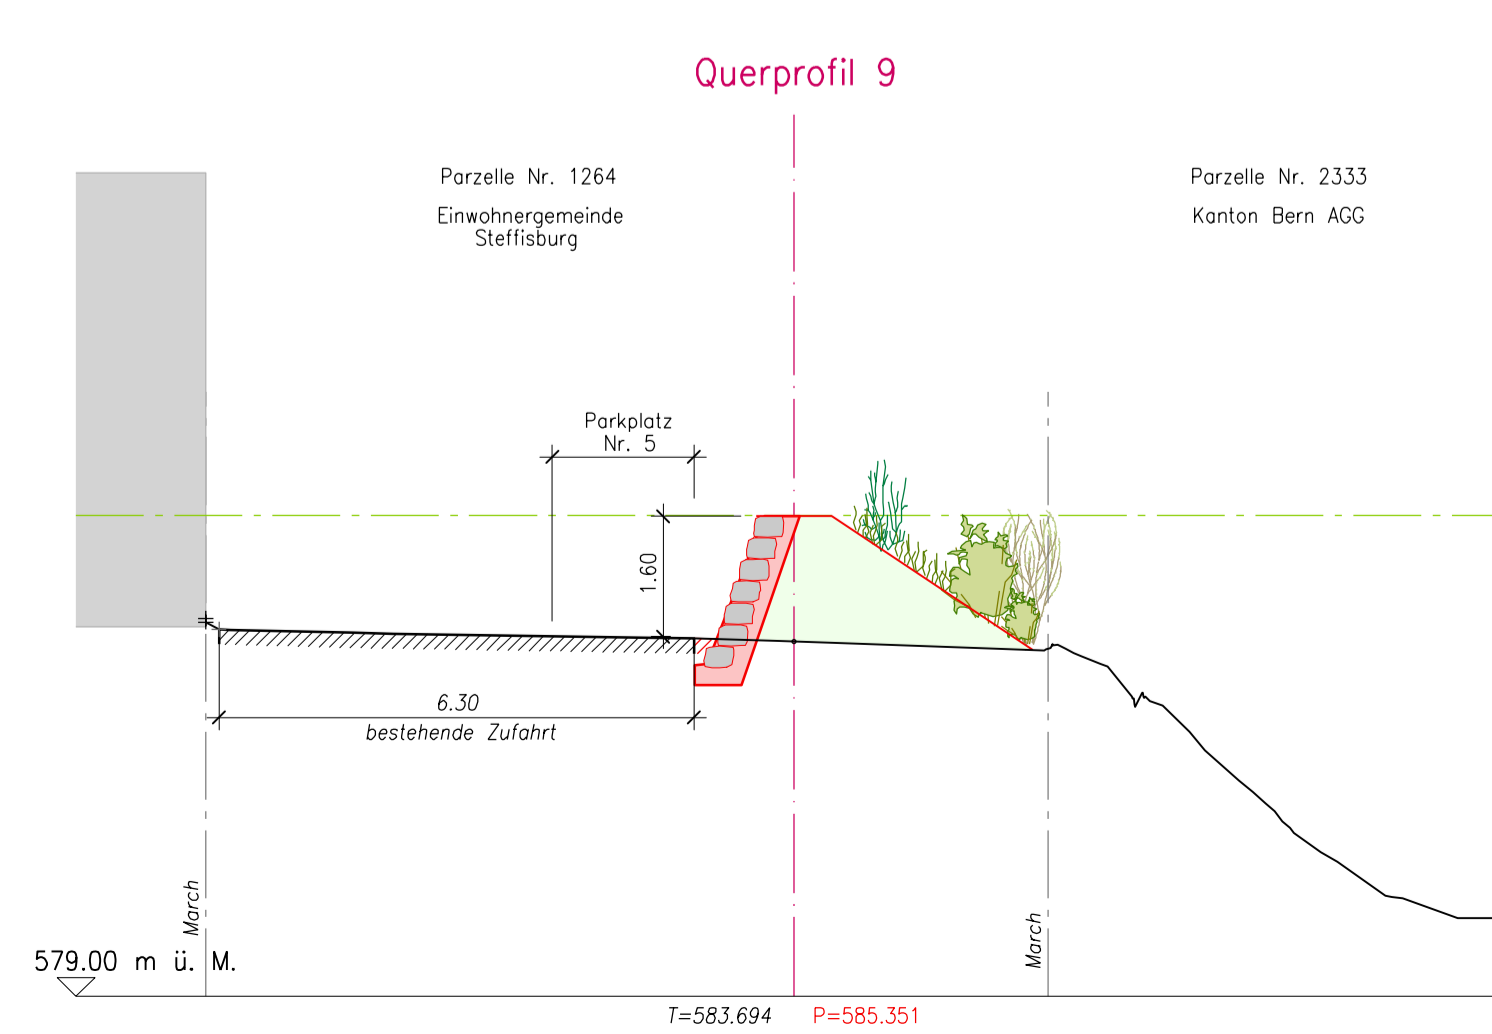 Querprofil 9
Parzelle Nr. 1264
Einwohnergemeinde
Steffisburg
Parzelle Nr. 2333
Kanton Bern AGG
Parkplatz
Nr. 5
1.60
6.30
bestehende Zufahrt
March
March
579.00 m ü. M.
T=583.694 P=585.351